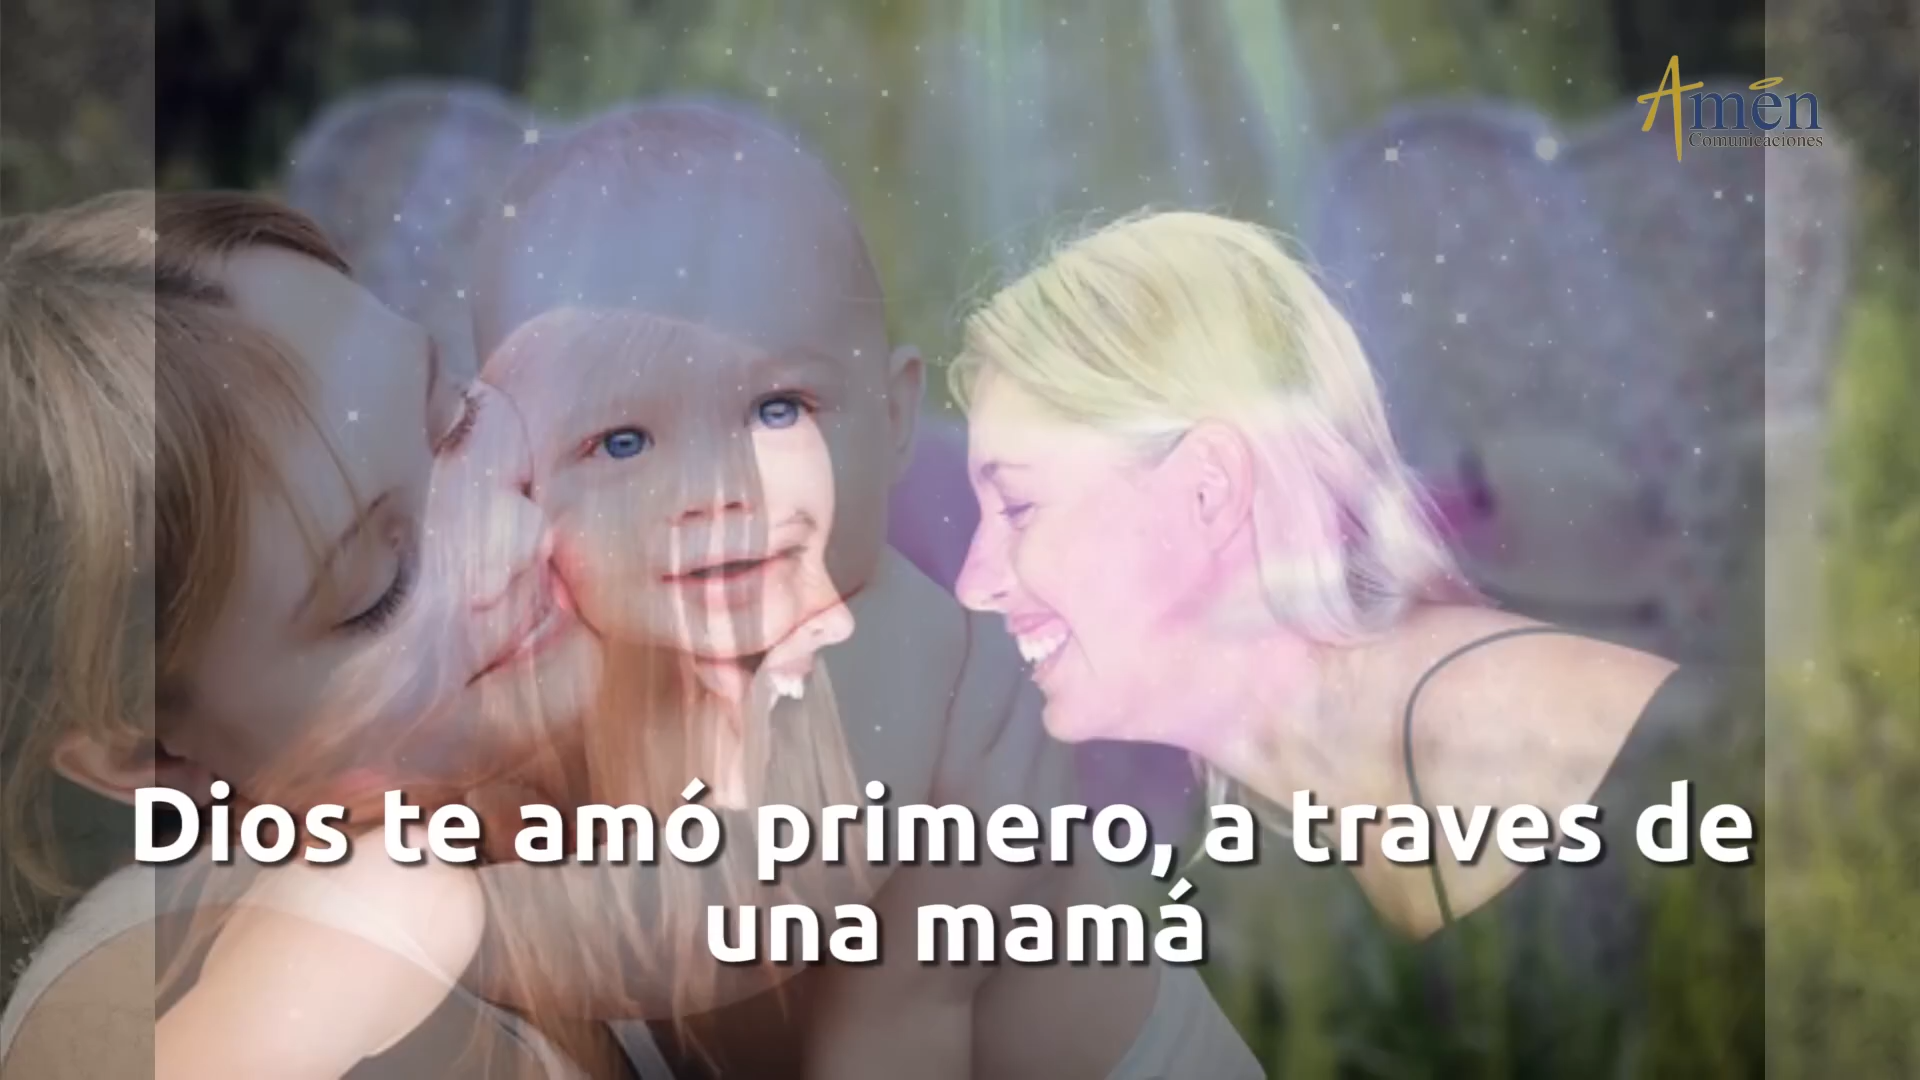 Amén
Comunicaciones
Dios te amó primero, a traves de
una mamá